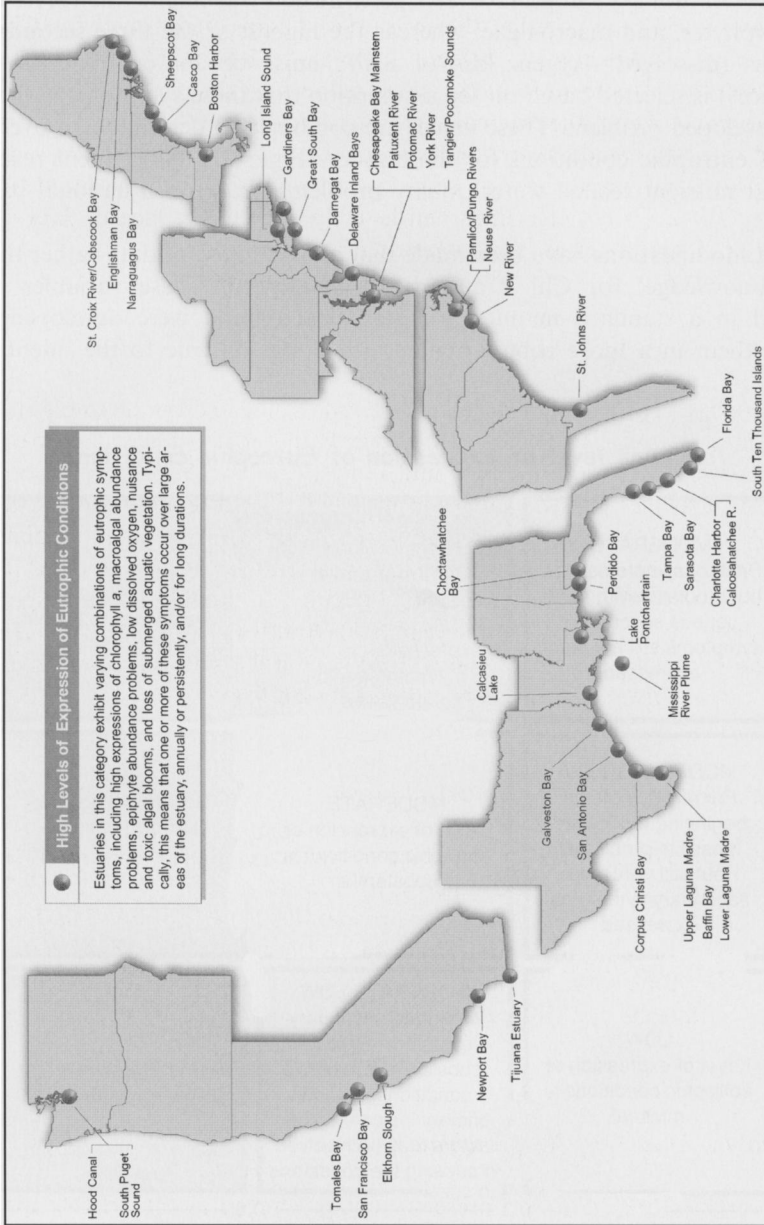 High Levels of Expression of Eutrophic Conditions
Estuaries in this category exhibit varying combinations of eutrophic symp-
toms, including high expressions of chlorophyll a, macroalgal abundance
problems, epiphyte abundance problems, low dissolved oxygen, nuisance
and toxic algal blooms, and loss of submerged aquatic vegetation. Typi-
cally, this means that one or more of these symptoms occur over large ar-
eas of the estuary, annually or persistently, and/or for long durations.
Hood Canal
South Puget
Sound
Tomales Bay
San Francisco Bay
Elkhorn Slough
Newport Bay
Tijuana Estuary
Calcasieu
Lake
Galveston Bay
San Antonio Bay
Corpus Christi Bay
Upper Laguna Madre
Baffin Bay
Lower Laguna Madre
Mississippi
River Plume
Lake
Pontchartrain
Choctawhatchee
Bay
Perdido Bay
Tampa Bay
Sarasota Bay
Charlotte Harbor
Caloosahatchee R.
South Ten Thousand Islands
Florida Bay
St. Croix River/Cobscook Bay
Englishman Bay
Narraguagus Bay
Sheepscot Bay
Casco Bay
Boston Harbor
Long Island Sound
Gardiners Bay
Great South Bay
Barnegat Bay
Delaware Inland Bays
Chesapeake Bay Mainstem
Patuxent River
Potomac River
York River
Tangier/Pocomoke Sounds
Pamlico/Pungo Rivers
Neuse River
New River
St. Johns River